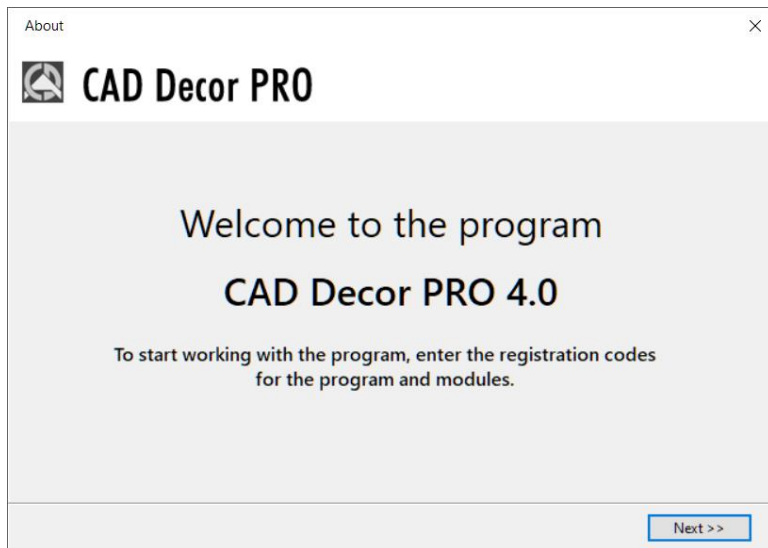 About
CAD Decor PRO
Welcome to the program
CAD Decor PRO 4.0
To start working with the program, enter the registration codes
for the program and modules.
Next >>